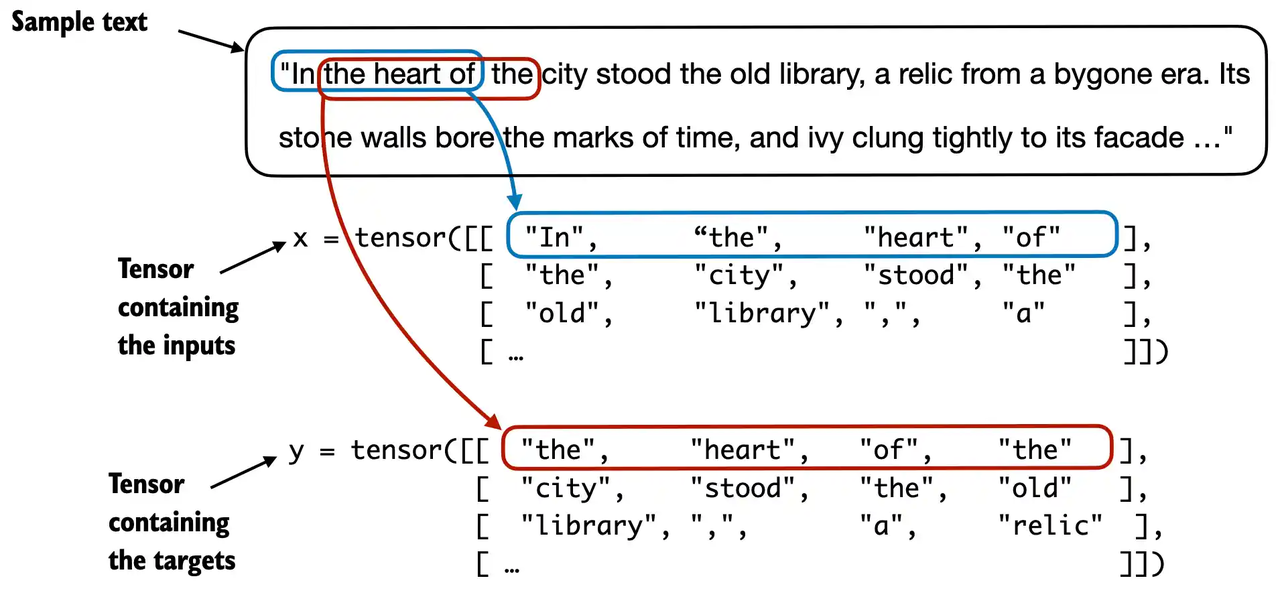 Sample text
"In the heart of the city stood the old library, a relic from a bygone era. Its
stone walls bore the marks of time, and ivy clung tightly to its facade …"
x = tensor([[ "In", “the", "heart", "of" ],
[ "the", "city", "stood", "the" ],
[ "old", "library", ",", "a" ],
[ … ]])
Tensor
containing
the inputs
y = tensor([[ "the", "heart", "of", "the" ],
[ "city", "stood", "the", "old" ],
[ "library", ",", "a", "relic" ],
[ … ]])
Tensor
containing
the targets